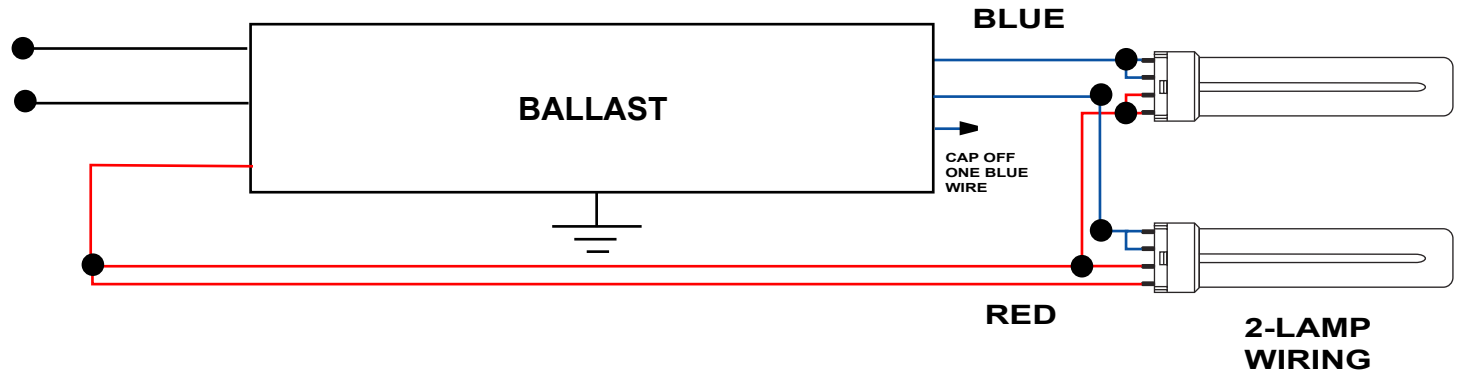 BLUE
BALLAST
CAP OFF
ONE BLUE
WIRE
RED
2-LAMP
WIRING